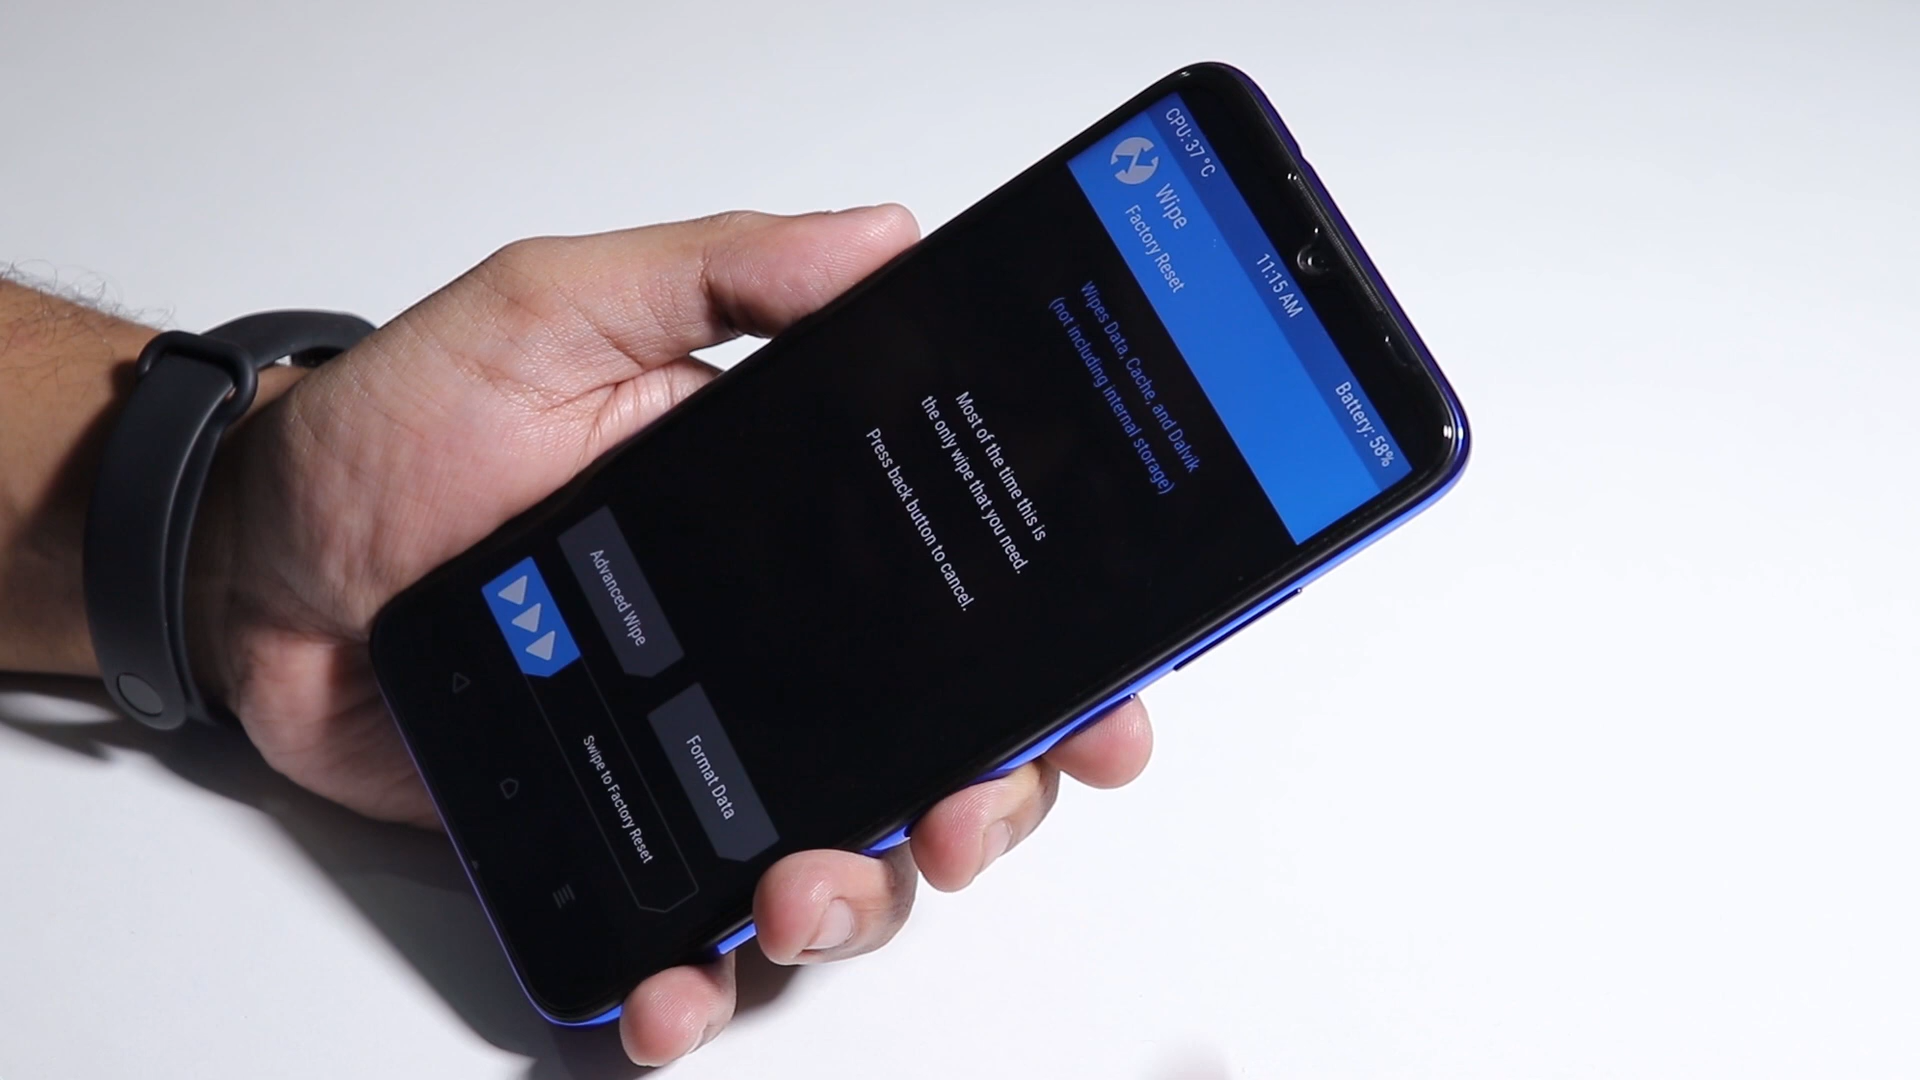 CPU: 37 °C
11:15 AM
Battery: 58%
Wipe
Factory Reset
Wipes Data, Cache, and Dalvik
(not including internal storage)
Most of the time this is
the only wipe that you need.
Press back button to cancel.
Advanced Wipe
Format Data
Swipe to Factory Reset